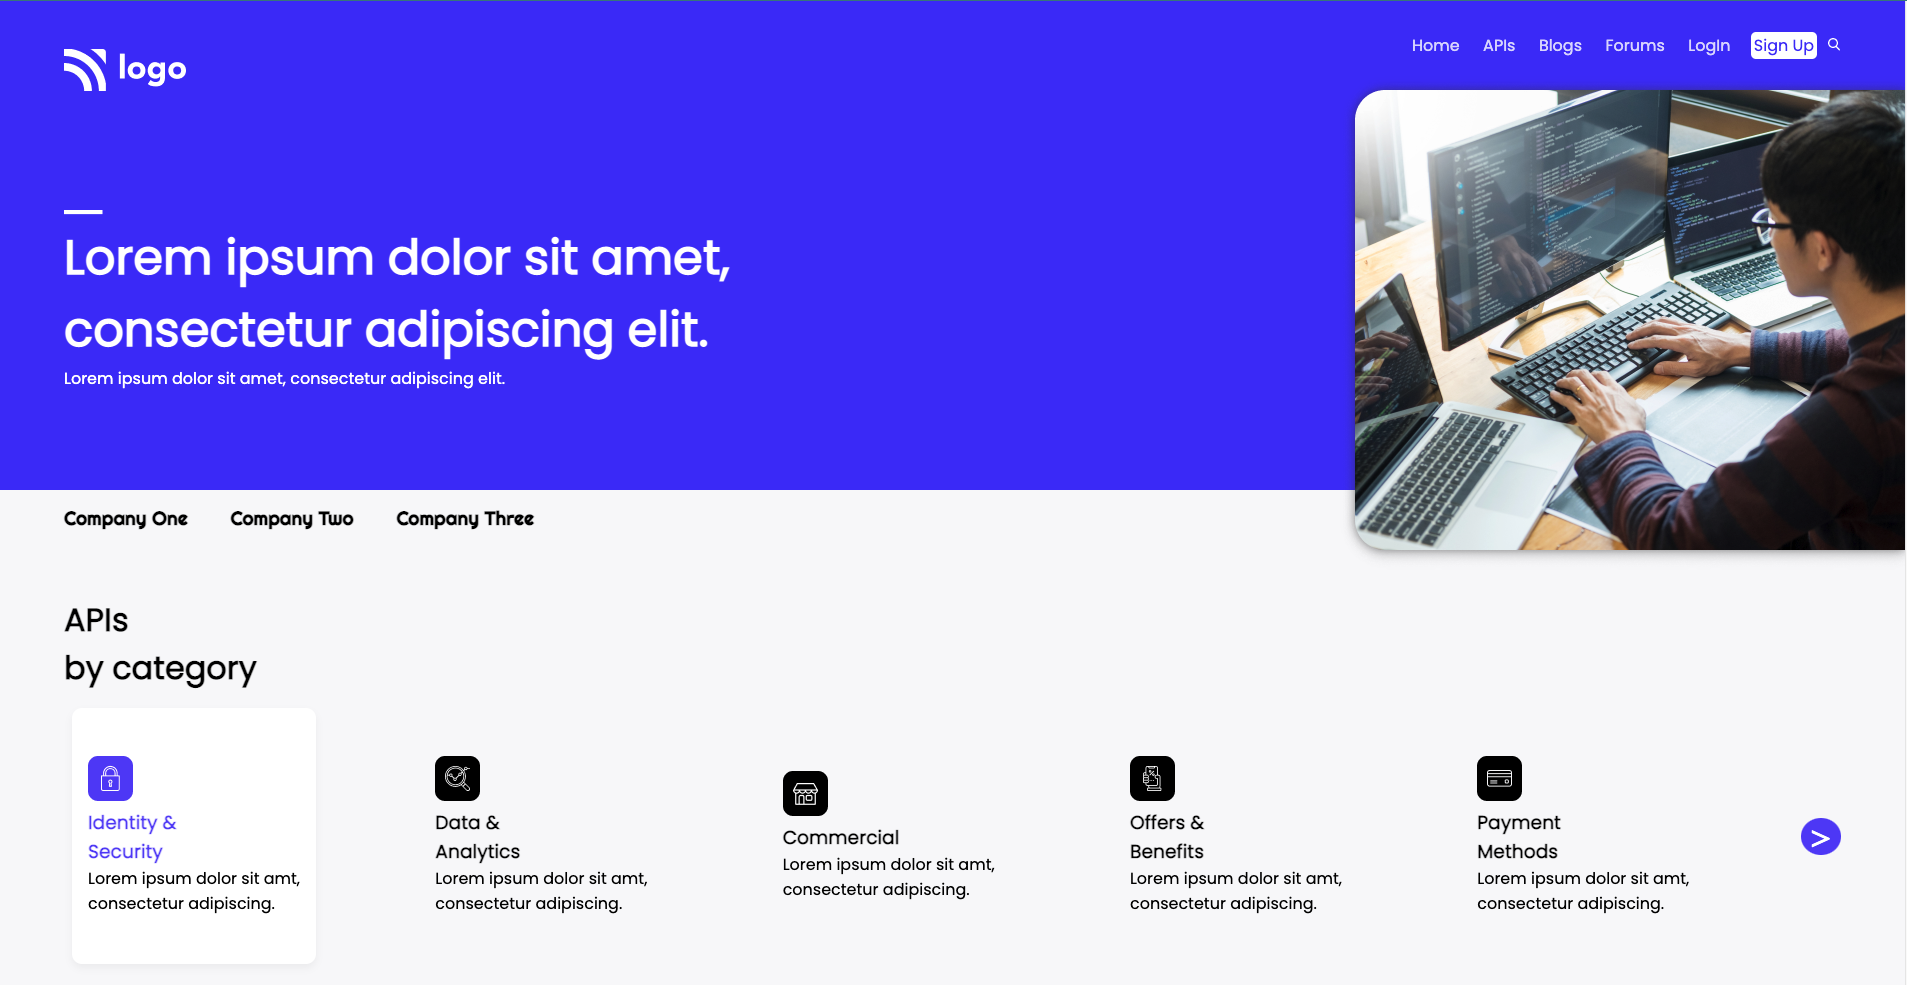 logo
Home APIs Blogs Forums LogIn Sign Up
Lorem ipsum dolor sit amet,
consectetur adipiscing elit.
Lorem ipsum dolor sit amet, consectetur adipiscing elit.
Company One Company Two Company Three
APIs
by category
Identity &
Security
Lorem ipsum dolor sit amt,
consectetur adipiscing.
Data &
Analytics
Lorem ipsum dolor sit amt,
consectetur adipiscing.
Commercial
Lorem ipsum dolor sit amt,
consectetur adipiscing.
Offers &
Benefits
Lorem ipsum dolor sit amt,
consectetur adipiscing.
Payment
Methods
Lorem ipsum dolor sit amt,
consectetur adipiscing.
>